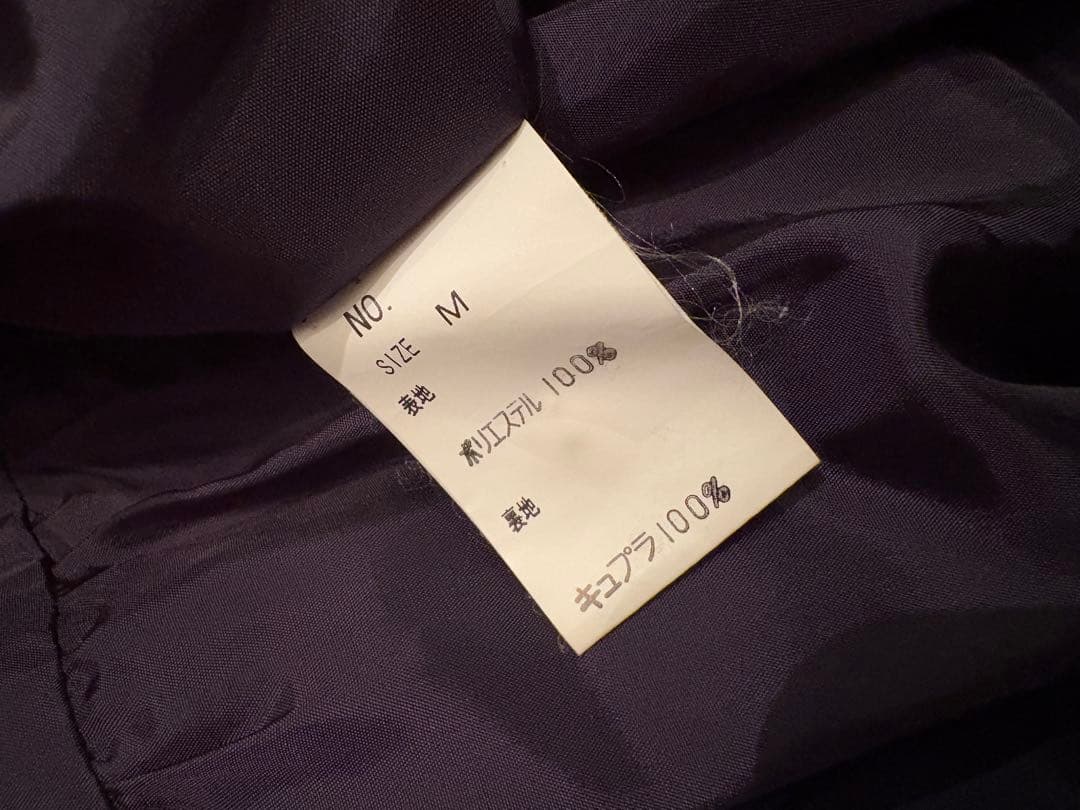 NO.
SIZE M
表地
ポリエステル100%
裏地
キュプラ100%